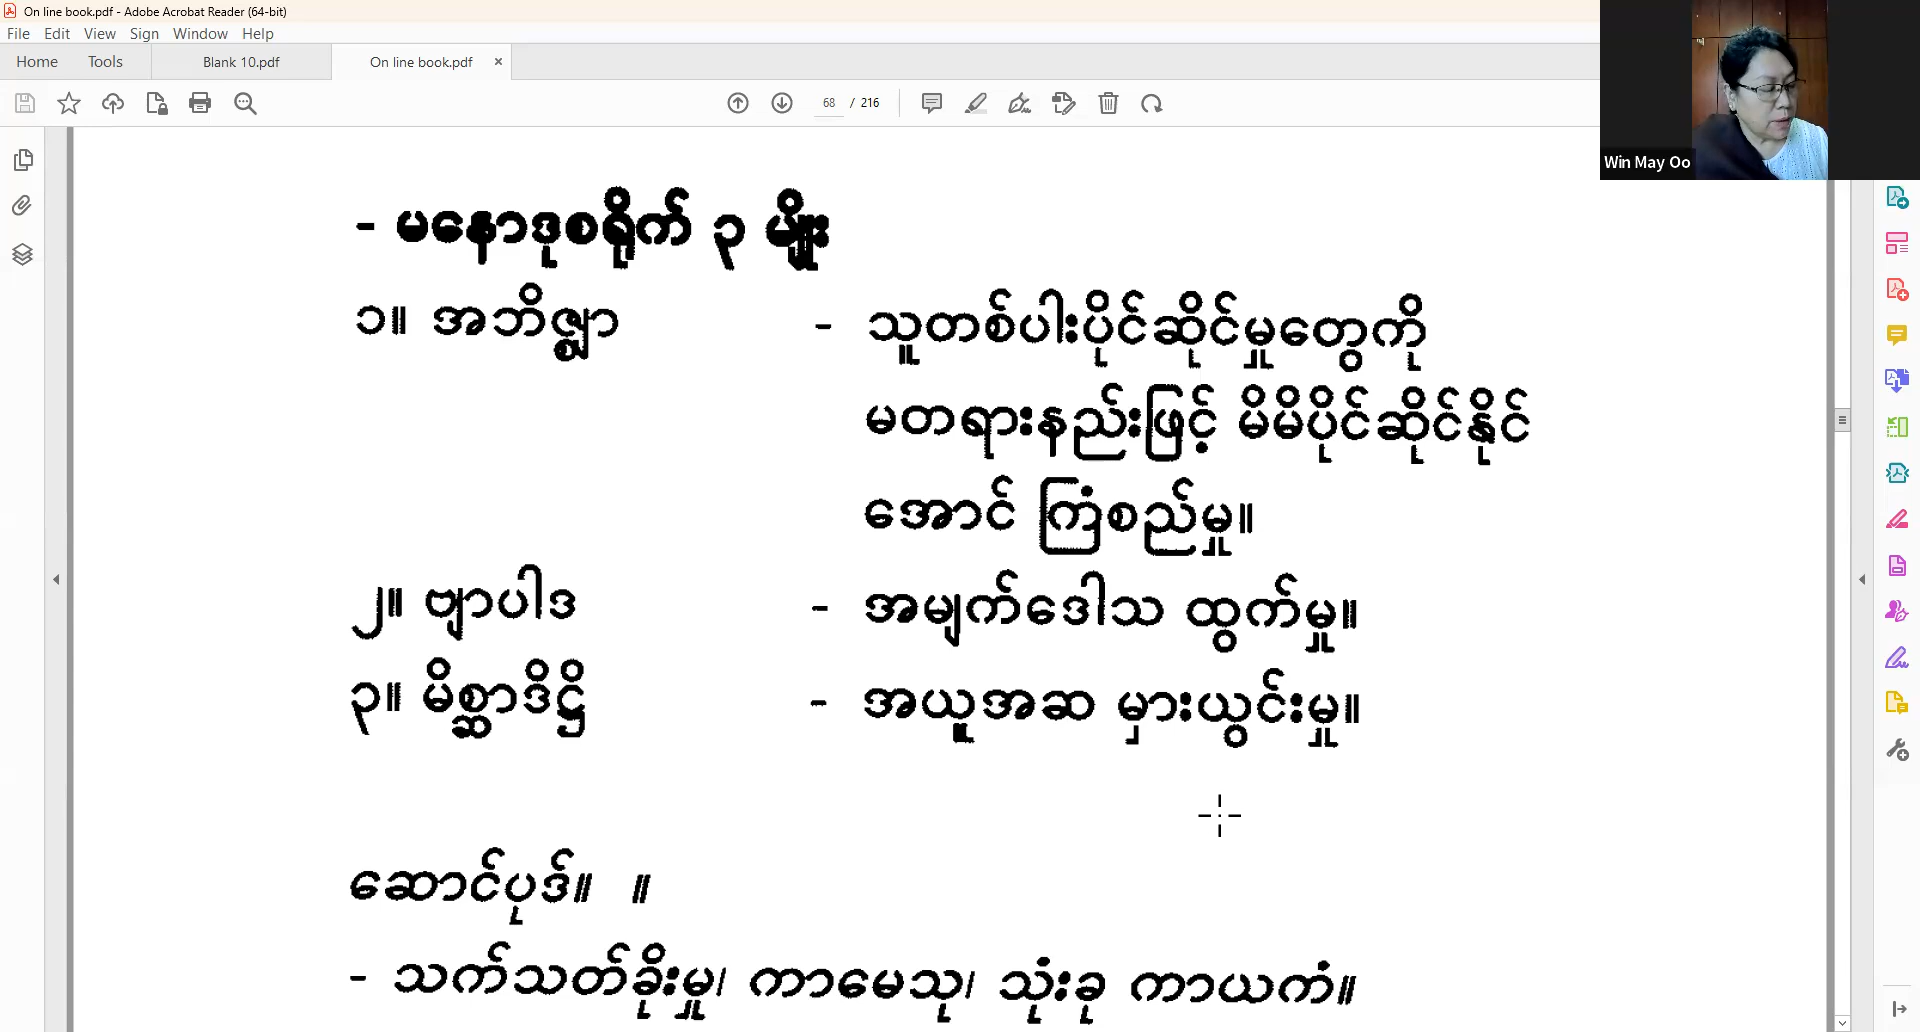 On line book.pdf - Adobe Acrobat Reader (64-bit)
File Edit View Sign Window Help
Home Tools Blank 10.pdf On line book.pdf ×
68 / 216
Win May Oo
- မနောဒုစရိုက် ၃ မျိုး
၁။ အဘိဇ္ဈာ - သူတစ်ပါးပိုင်ဆိုင်မှုတွေကို
မတရားနည်းဖြင့် မိမိပိုင်ဆိုင်နိုင်
အောင် ကြံစည်မှု။
၂။ ဗျာပါဒ - အမျက်ဒေါသ ထွက်မှု။
၃။ မိစ္ဆာဒိဋ္ဌိ - အယူအဆ မှားယွင်းမှု။
ဆောင်ပုဒ်။ ။
- သက်သတ်ခိုးမှု၊ ကာမေသု၊ သုံးခု ကာယကံ။